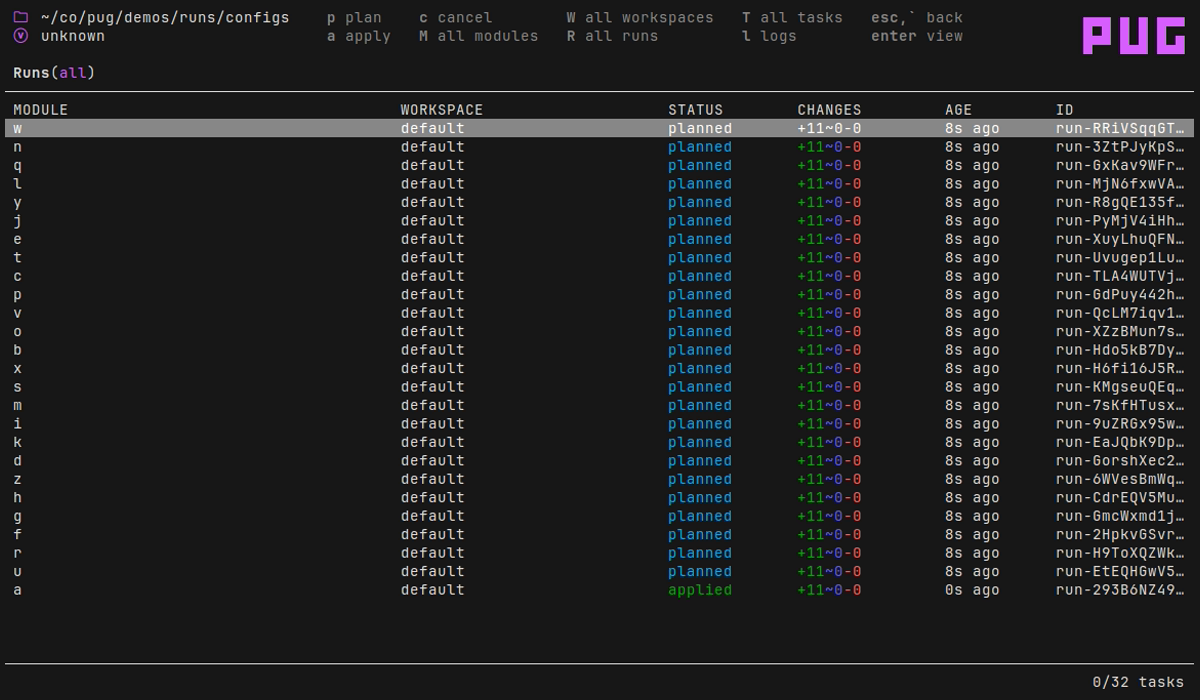 ~/co/pug/demos/runs/configs p plan c cancel W all workspaces T all tasks esc,` back
v unknown a apply M all modules R all runs l logs enter view
PUG
Runs(all)
MODULE WORKSPACE STATUS CHANGES AGE ID
w default planned +11~0-0 8s ago run-RRiVSqqGT…
n default planned +11~0-0 8s ago run-3ZtPJyKpS…
q default planned +11~0-0 8s ago run-GxKav9WFr…
l default planned +11~0-0 8s ago run-MjN6fxwVA…
y default planned +11~0-0 8s ago run-R8gQE135f…
j default planned +11~0-0 8s ago run-PyMjV4iHh…
e default planned +11~0-0 8s ago run-XuyLhuQFN…
t default planned +11~0-0 8s ago run-Uvugep1Lu…
c default planned +11~0-0 8s ago run-TLA4WUTVj…
p default planned +11~0-0 8s ago run-GdPuy442h…
v default planned +11~0-0 8s ago run-QcLM7iqv1…
o default planned +11~0-0 8s ago run-XZzBMun7s…
b default planned +11~0-0 8s ago run-Hdo5kB7Dy…
x default planned +11~0-0 8s ago run-H6fi16J5R…
s default planned +11~0-0 8s ago run-KMgseuQEq…
m default planned +11~0-0 8s ago run-7sKfHTusx…
i default planned +11~0-0 8s ago run-9uZRGx95w…
k default planned +11~0-0 8s ago run-EaJQbK9Dp…
d default planned +11~0-0 8s ago run-GorshXec2…
z default planned +11~0-0 8s ago run-6WVesBmWq…
h default planned +11~0-0 8s ago run-CdrEQV5Mu…
g default planned +11~0-0 8s ago run-GmcWxmd1j…
f default planned +11~0-0 8s ago run-2HpkvGSvr…
r default planned +11~0-0 8s ago run-H9ToXQZWk…
u default planned +11~0-0 8s ago run-EtEQHGwV5…
a default applied +11~0-0 0s ago run-293B6NZ49…
0/32 tasks